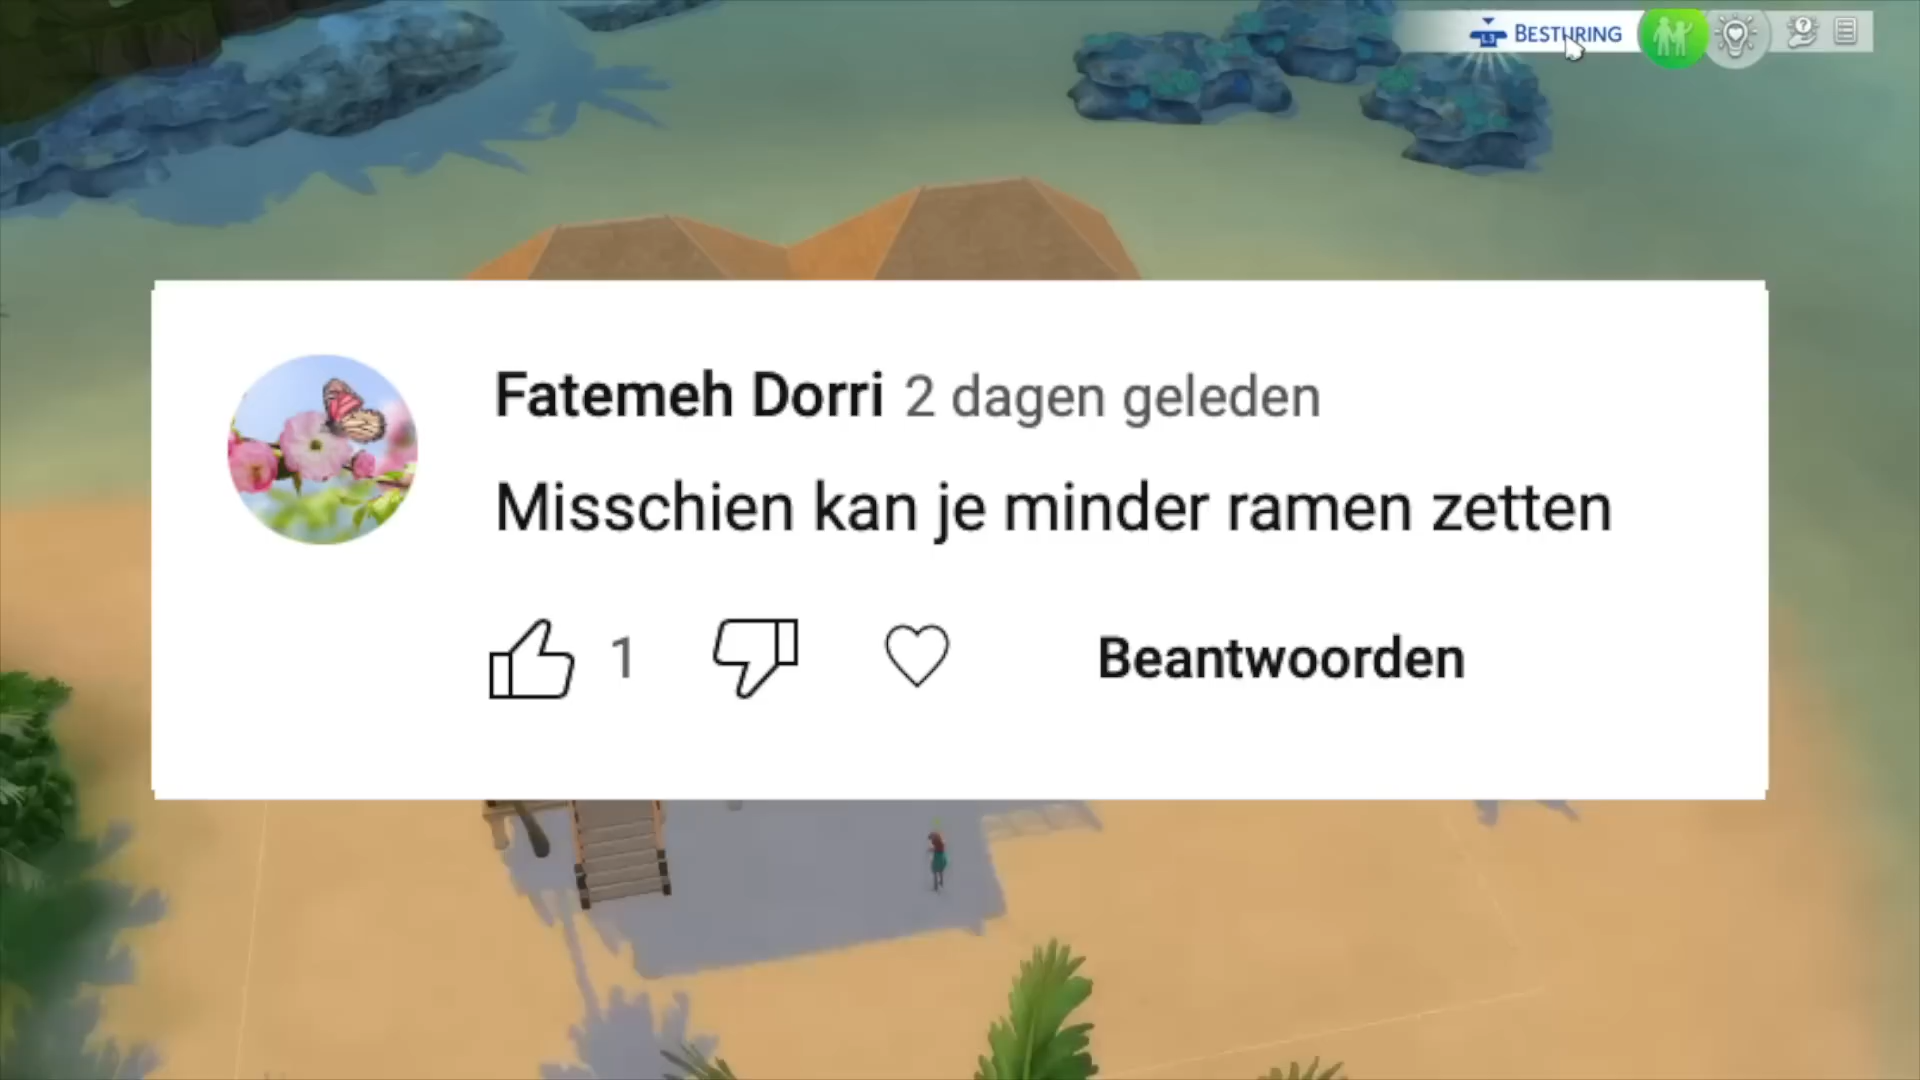 BESTURING
Fatemeh Dorri 2 dagen geleden
Misschien kan je minder ramen zetten
1
Beantwoorden